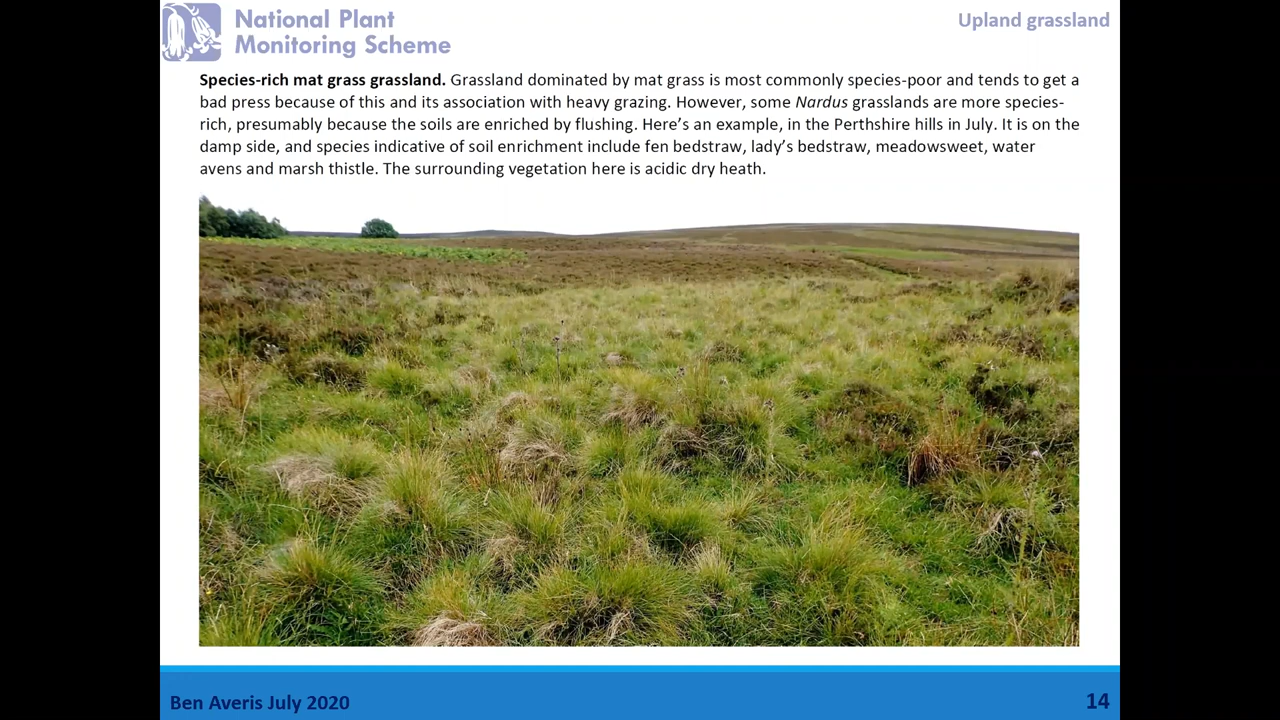 National Plant
Monitoring Scheme
Upland grassland
Species-rich mat grass grassland. Grassland dominated by mat grass is most commonly species-poor and tends to get a
bad press because of this and its association with heavy grazing. However, some Nardus grasslands are more species-
rich, presumably because the soils are enriched by flushing. Here’s an example, in the Perthshire hills in July. It is on the
damp side, and species indicative of soil enrichment include fen bedstraw, lady’s bedstraw, meadowsweet, water
avens and marsh thistle. The surrounding vegetation here is acidic dry heath.
Ben Averis July 2020
14